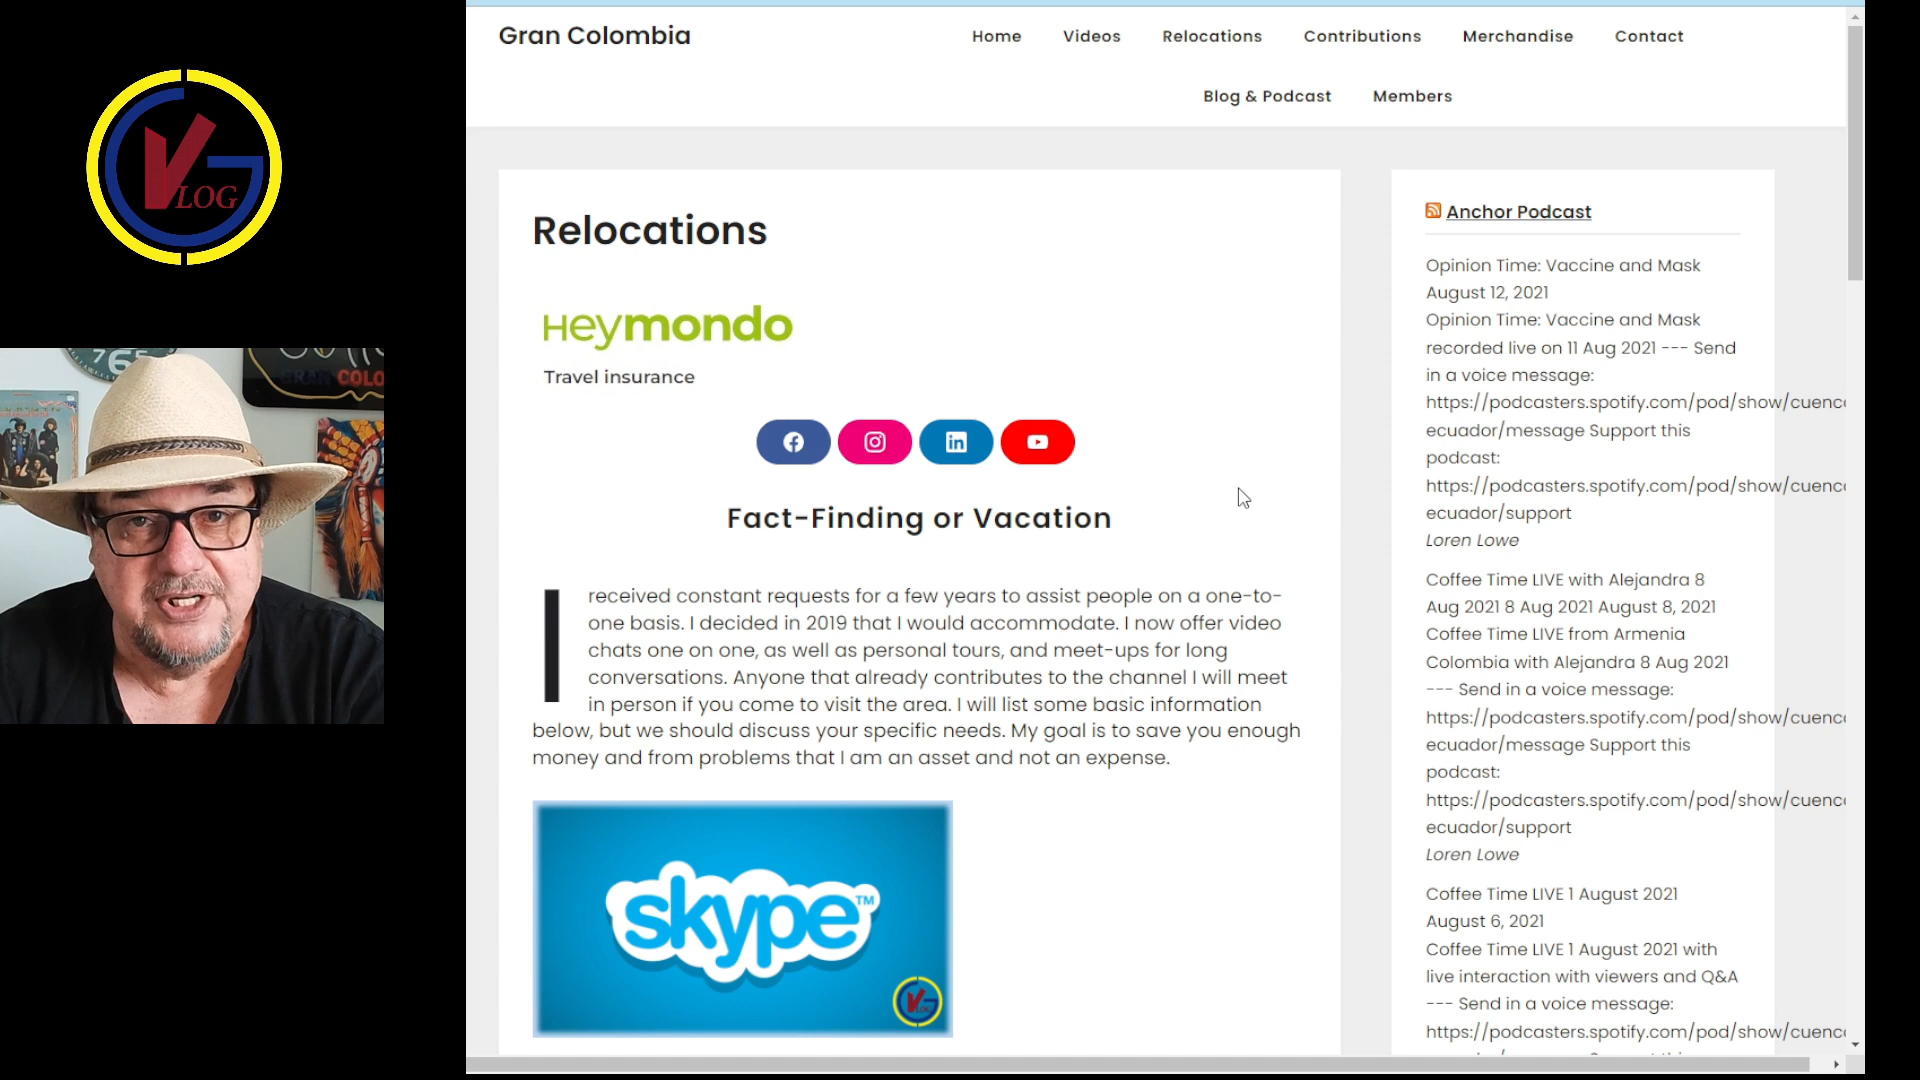 Gran Colombia
Home Videos Relocations Contributions Merchandise Contact
Blog & Podcast Members
VLOG
765
GRAN COLO
Relocations
Heymondo
Travel insurance
Fact-Finding or Vacation
I received constant requests for a few years to assist people on a one-to-
one basis. I decided in 2019 that I would accommodate. I now offer video
chats one on one, as well as personal tours, and meet-ups for long
conversations. Anyone that already contributes to the channel I will meet
in person if you come to visit the area. I will list some basic information
below, but we should discuss your specific needs. My goal is to save you enough
money and from problems that I am an asset and not an expense.
skype™
VLOG
Anchor Podcast
Opinion Time: Vaccine and Mask
August 12, 2021
Opinion Time: Vaccine and Mask
recorded live on 11 Aug 2021 --- Send
in a voice message:
https://podcasters.spotify.com/pod/show/cuenc
ecuador/message Support this
podcast:
https://podcasters.spotify.com/pod/show/cuenc
ecuador/support
Loren Lowe
Coffee Time LIVE with Alejandra 8
Aug 2021 8 Aug 2021 August 8, 2021
Coffee Time LIVE from Armenia
Colombia with Alejandra 8 Aug 2021
--- Send in a voice message:
https://podcasters.spotify.com/pod/show/cuenc
ecuador/message Support this
podcast:
https://podcasters.spotify.com/pod/show/cuenc
ecuador/support
Loren Lowe
Coffee Time LIVE 1 August 2021
August 6, 2021
Coffee Time LIVE 1 August 2021 with
live interaction with viewers and Q&A
--- Send in a voice message:
https://podcasters.spotify.com/pod/show/cuenc